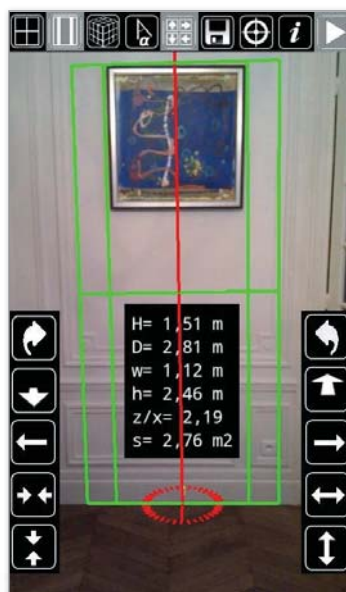 α
i
H= 1,51 m
D= 2,81 m
w= 1,12 m
h= 2,46 m
z/x= 2,19
s= 2,76 m2